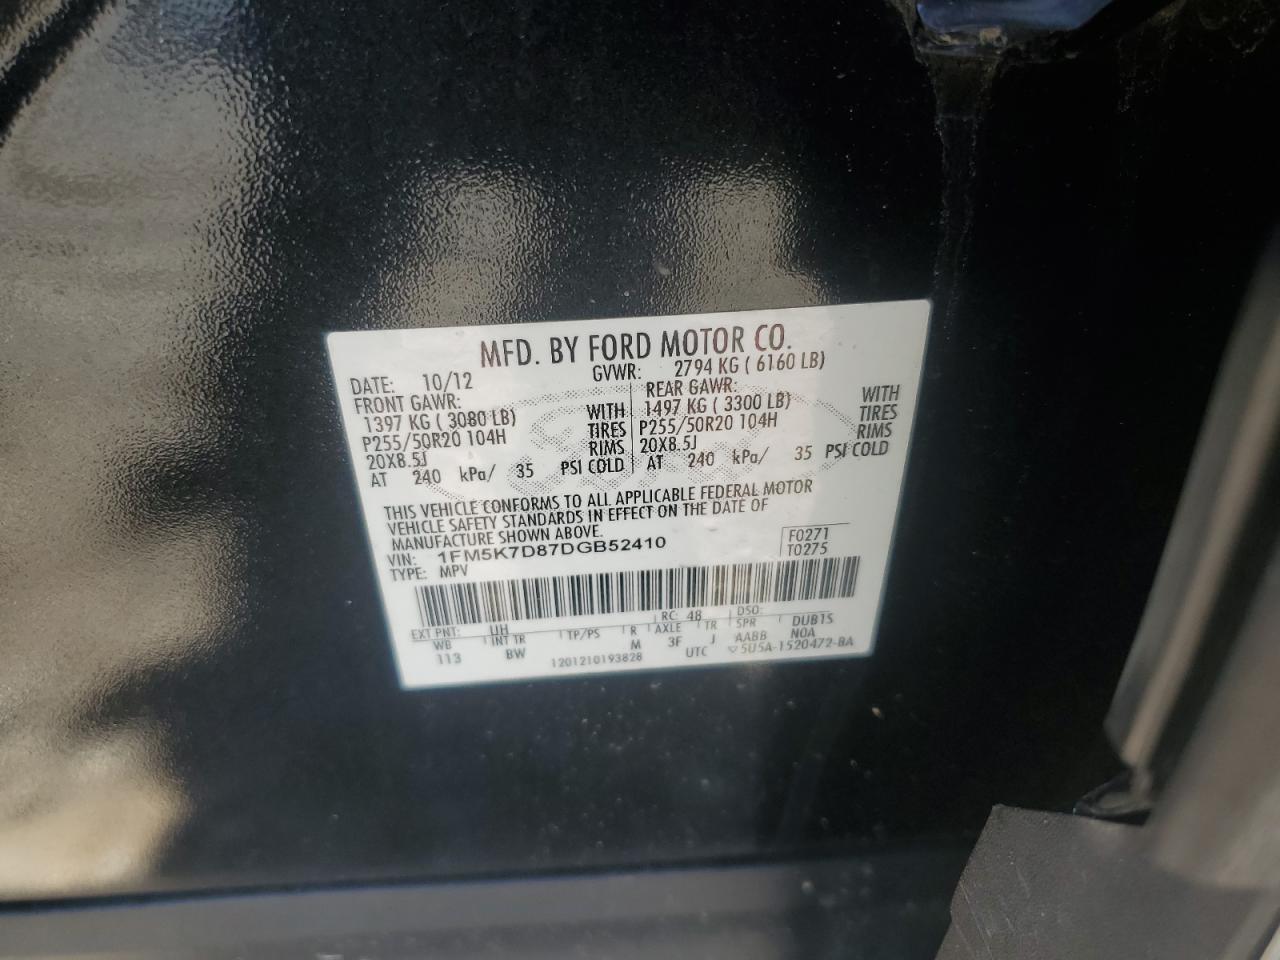 MFD. BY FORD MOTOR CO.
DATE: 10/12 GVWR: 2794 KG ( 6160 LB)
FRONT GAWR: REAR GAWR:
1397 KG ( 3080 LB) WITH 1497 KG ( 3300 LB) WITH
P255/50R20 104H TIRES P255/50R20 104H TIRES
20X8.5J RIMS 20X8.5J RIMS
AT 240 kPa/ 35 PSI COLD AT 240 kPa/ 35 PSI COLD
THIS VEHICLE CONFORMS TO ALL APPLICABLE FEDERAL MOTOR
VEHICLE SAFETY STANDARDS IN EFFECT ON THE DATE OF
MANUFACTURE SHOWN ABOVE.
VIN: 1FM5K7D87DGB52410 F0271
TYPE: MPV T0275
EXT PNT: UH RC: 48 DSO:
WB INT TR TP/PS R AXLE TR SPR DUB1S
113 BW M 3F J AABB N0A
1201210193828 UTC 5U5A-1520472-BA